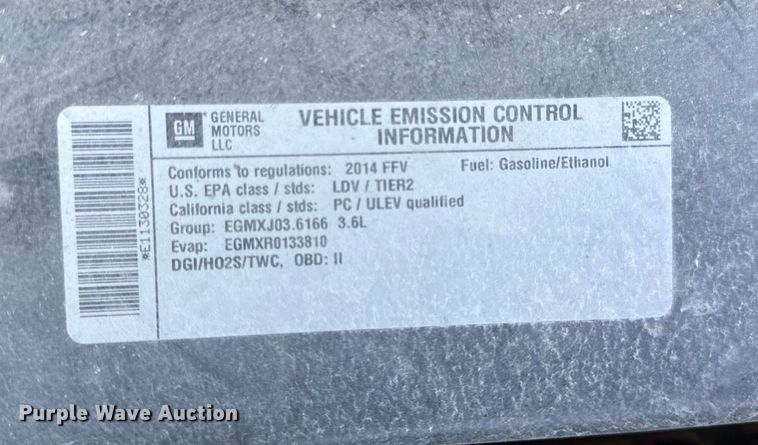 GM
GENERAL
MOTORS
LLC
VEHICLE EMISSION CONTROL
INFORMATION
Conforms to regulations: 2014 FFV Fuel: Gasoline/Ethanol
U.S. EPA class / stds: LDV / TIER2
California class / stds: PC / ULEV qualified
Group: EGMXJ03.6166 3.6L
Evap: EGMXR0133810
DGI/HO2S/TWC, OBD: II
*E1130328*
Purple Wave Auction